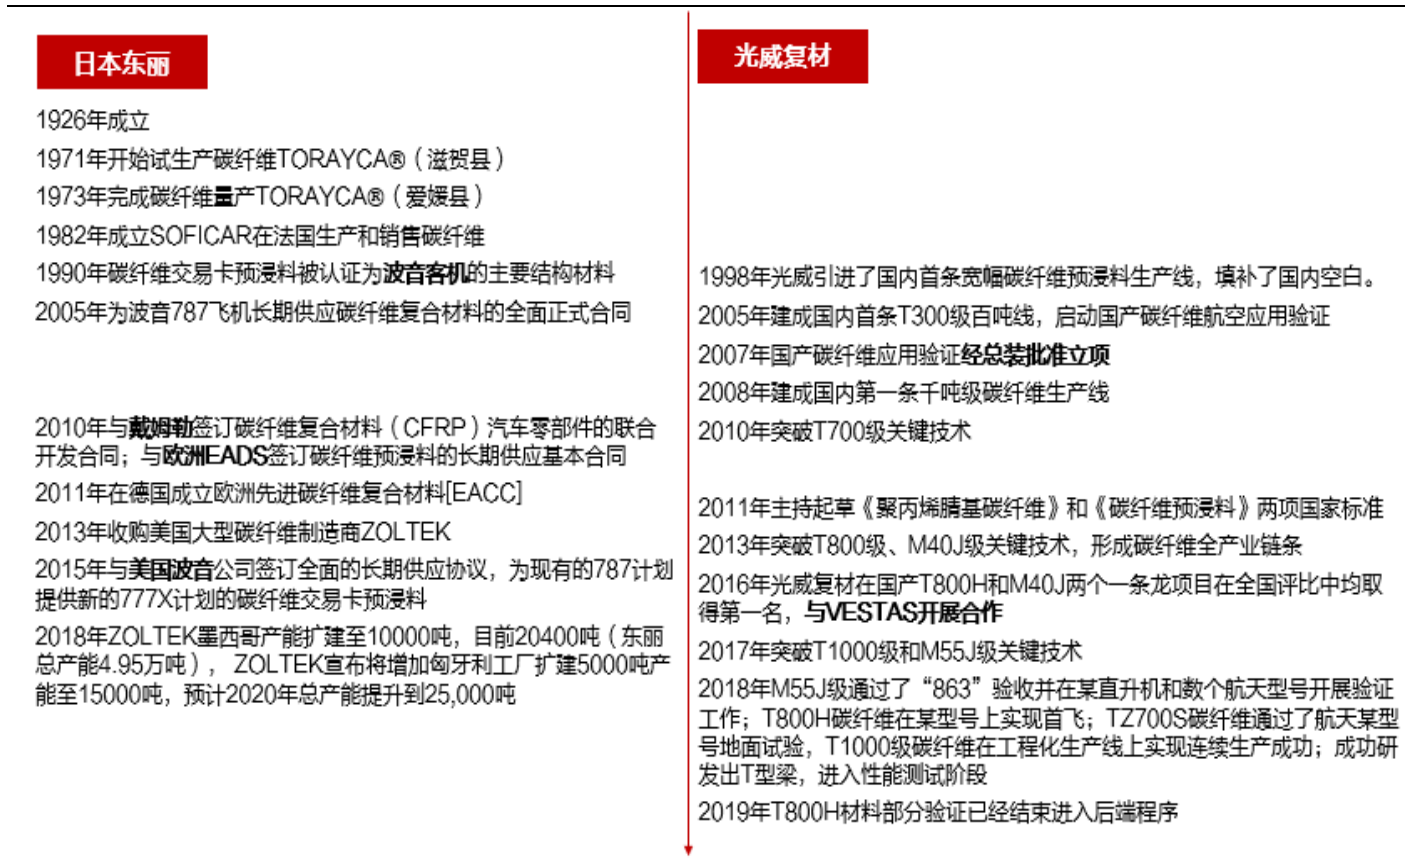 日本东丽
1926年成立
1971年开始试生产碳纤维TORAYCA®（滋贺县）
1973年完成碳纤维量产TORAYCA®（爱媛县）
1982年成立SOFICAR在法国生产和销售碳纤维
1990年碳纤维交易卡预浸料被认证为波音客机的主要结构材料
2005年为波音787飞机长期供应碳纤维复合材料的全面正式合同
2010年与戴姆勒签订碳纤维复合材料（CFRP）汽车零部件的联合
开发合同；与欧洲EADS签订碳纤维预浸料的长期供应基本合同
2011年在德国成立欧洲先进碳纤维复合材料[EACC]
2013年收购美国大型碳纤维制造商ZOLTEK
2015年与美国波音公司签订全面的长期供应协议，为现有的787计划
提供新的777X计划的碳纤维交易卡预浸料
2018年ZOLTEK墨西哥产能扩建至10000吨，目前20400吨（东丽
总产能4.95万吨），ZOLTEK宣布将增加匈牙利工厂扩建5000吨产
能至15000吨，预计2020年总产能提升到25,000吨
光威复材
1998年光威引进了国内首条宽幅碳纤维预浸料生产线，填补了国内空白。
2005年建成国内首条T300级百吨线，启动国产碳纤维航空应用验证
2007年国产碳纤维应用验证经总装批准立项
2008年建成国内第一条千吨级碳纤维生产线
2010年突破T700级关键技术
2011年主持起草《聚丙烯腈基碳纤维》和《碳纤维预浸料》两项国家标准
2013年突破T800级、M40J级关键技术，形成碳纤维全产业链条
2016年光威复材在国产T800H和M40J两个一条龙项目在全国评比中均取
得第一名，与VESTAS开展合作
2017年突破T1000级和M55J级关键技术
2018年M55J级通过了“863”验收并在某直升机和数个航天型号开展验证
工作；T800H碳纤维在某型号上实现首飞；TZ700S碳纤维通过了航天某型
号地面试验，T1000级碳纤维在工程化生产线上实现连续生产成功；成功研
发出T型梁，进入性能测试阶段
2019年T800H材料部分验证已经结束进入后端程序